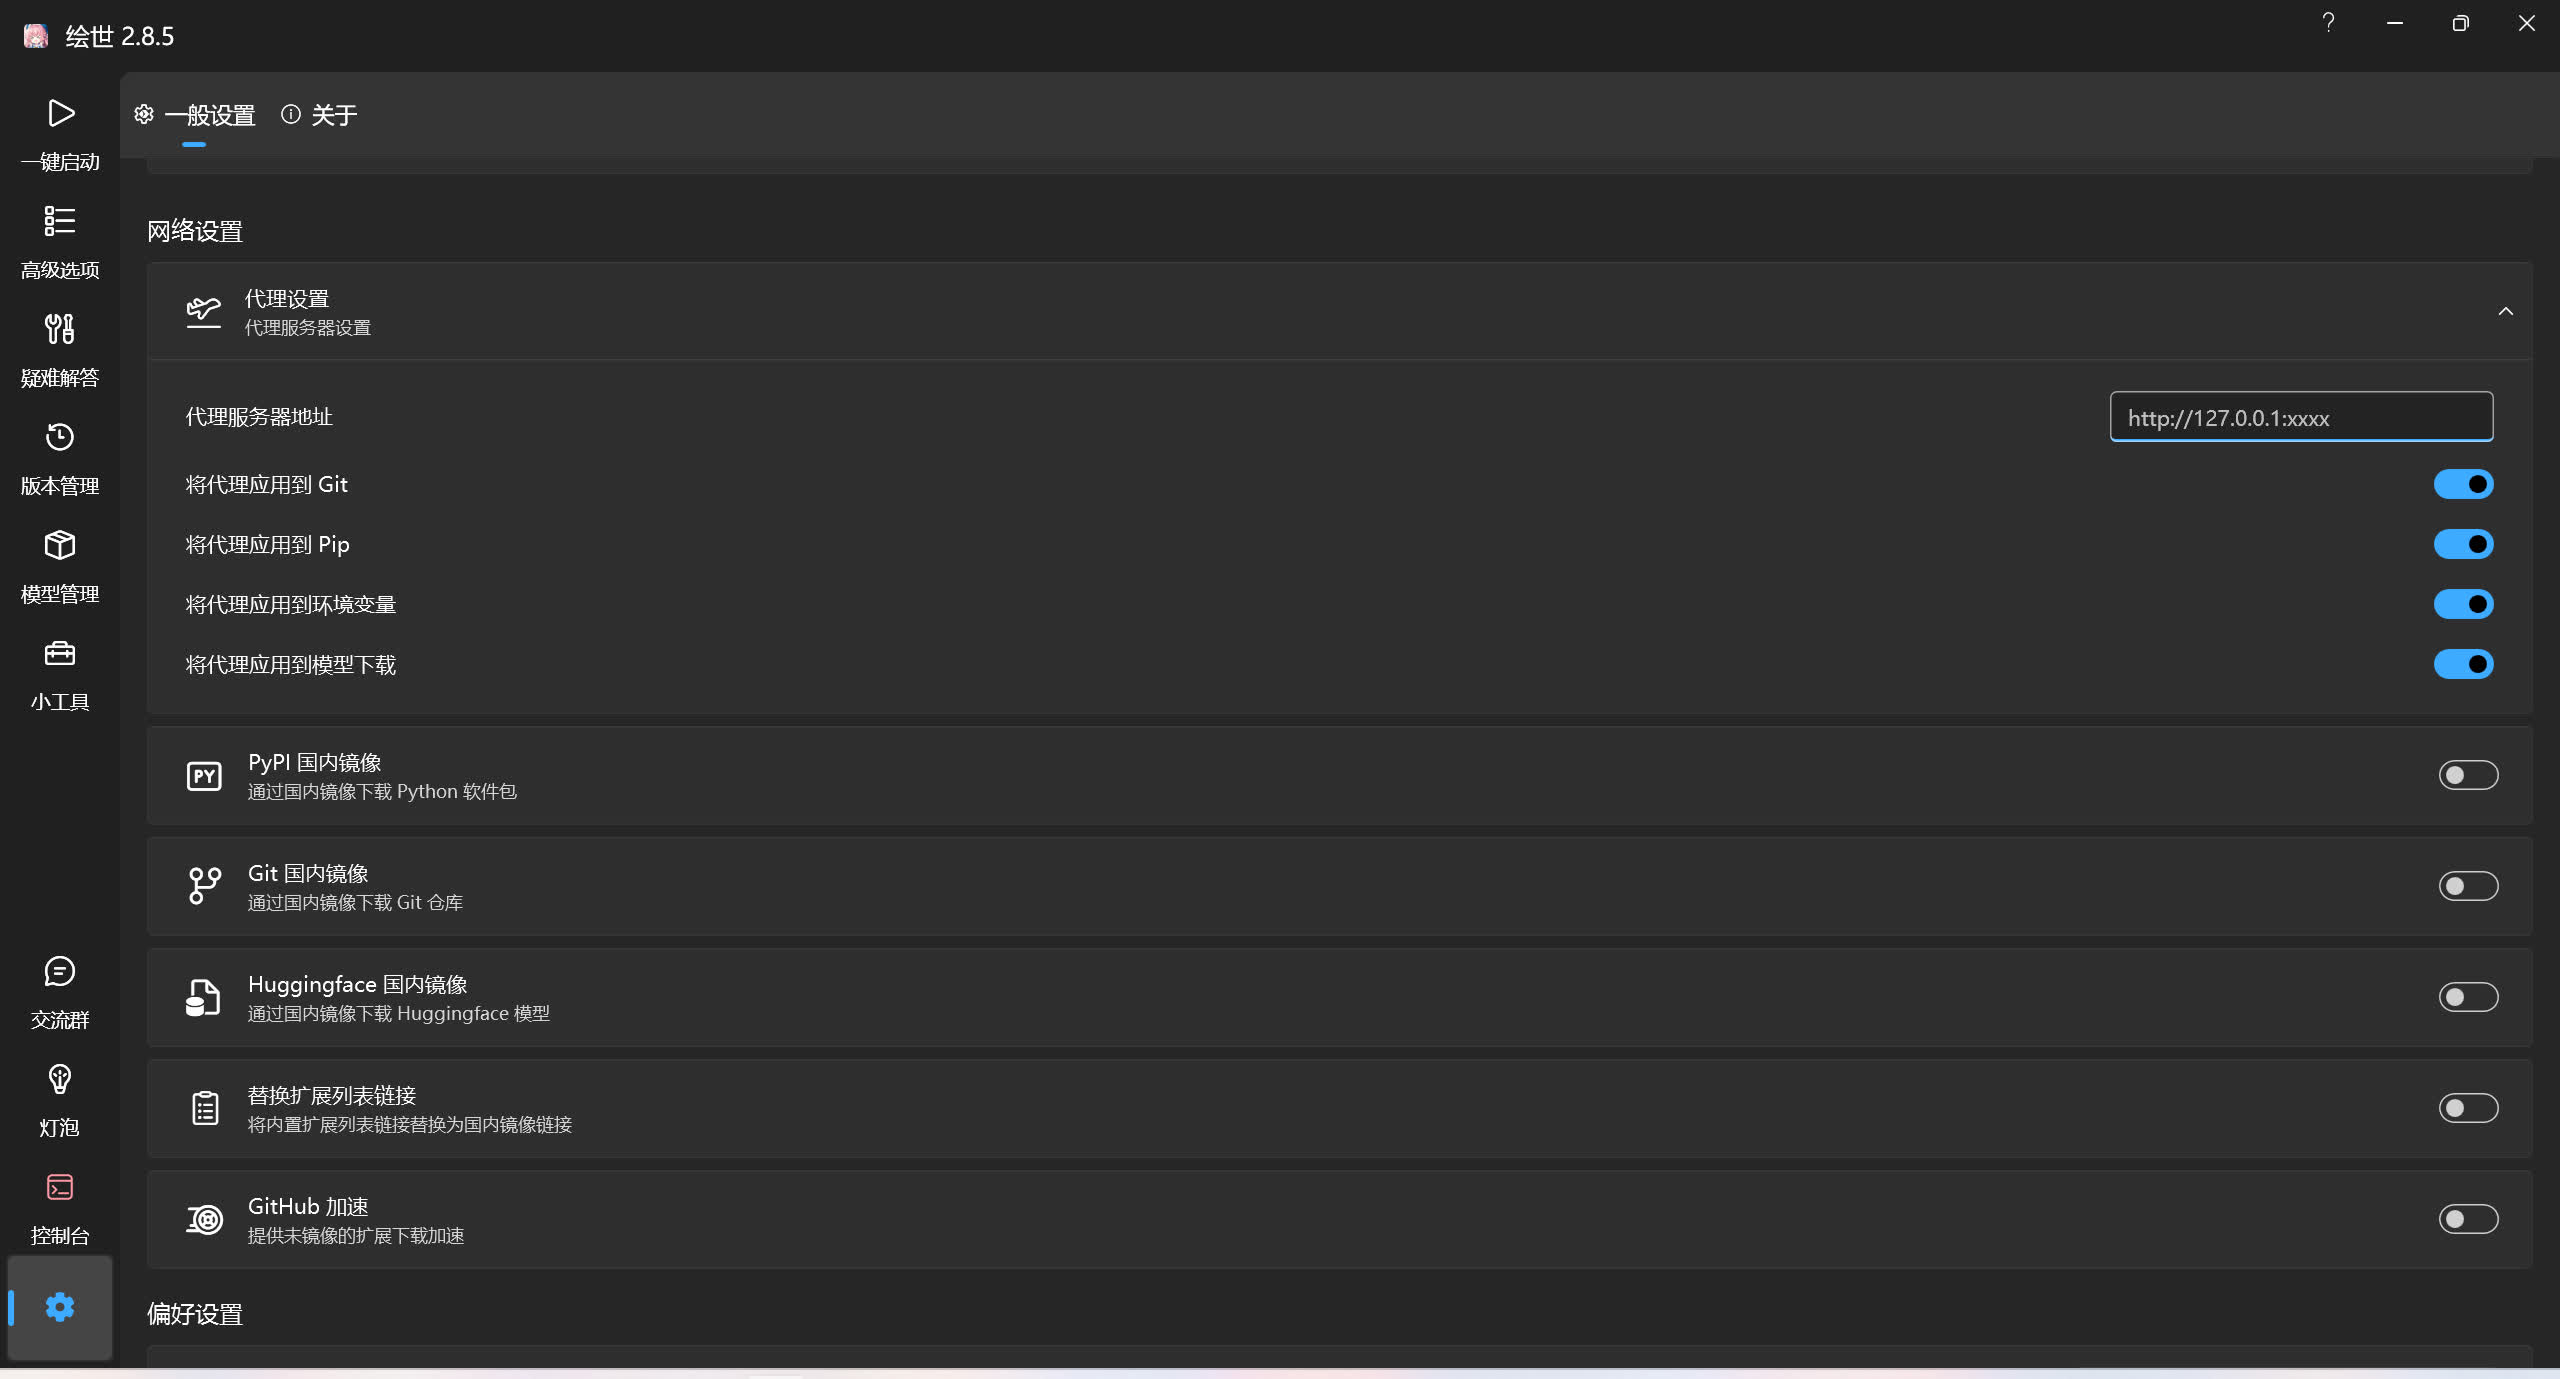 绘世 2.8.5
一般设置
关于
一键启动
高级选项
疑难解答
版本管理
模型管理
小工具
交流群
灯泡
控制台
网络设置
代理设置
代理服务器设置
代理服务器地址
http://127.0.0.1:xxxx
将代理应用到 Git
将代理应用到 Pip
将代理应用到环境变量
将代理应用到模型下载
PY
PyPI 国内镜像
通过国内镜像下载 Python 软件包
Git 国内镜像
通过国内镜像下载 Git 仓库
Huggingface 国内镜像
通过国内镜像下载 Huggingface 模型
替换扩展列表链接
将内置扩展列表链接替换为国内镜像链接
GitHub 加速
提供未镜像的扩展下载加速
偏好设置